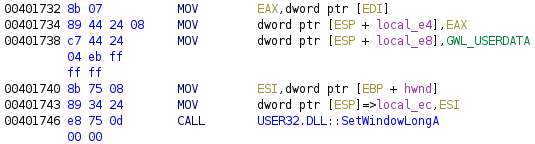 00401732 8b 07 MOV EAX,dword ptr [EDI]
00401734 89 44 24 08 MOV dword ptr [ESP + local_e4],EAX
00401738 c7 44 24 MOV dword ptr [ESP + local_e8],GWL_USERDATA
04 eb ff
ff ff
00401740 8b 75 08 MOV ESI,dword ptr [EBP + hwnd]
00401743 89 34 24 MOV dword ptr [ESP]=>local_ec,ESI
00401746 e8 75 0d CALL USER32.DLL::SetWindowLongA
00 00